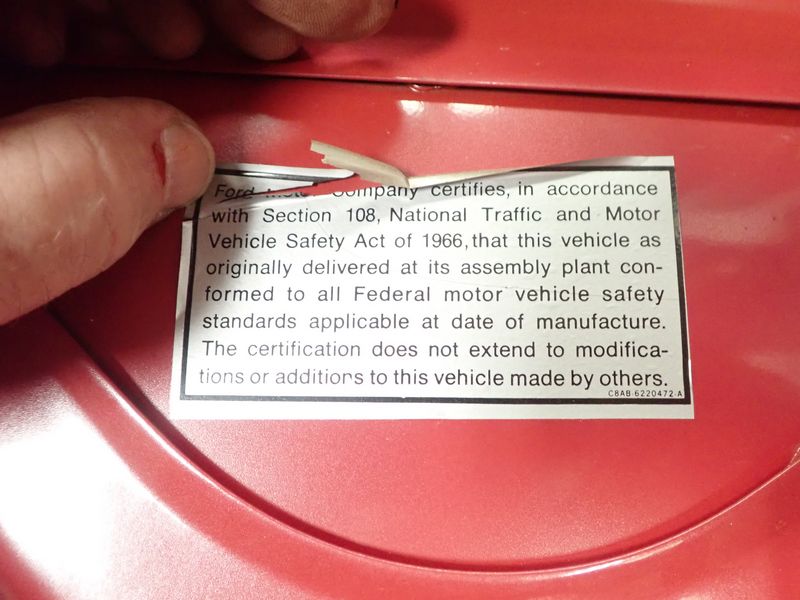 Ford Motor Company certifies, in accordance
with Section 108, National Traffic and Motor
Vehicle Safety Act of 1966, that this vehicle as
originally delivered at its assembly plant con-
formed to all Federal motor vehicle safety
standards applicable at date of manufacture.
The certification does not extend to modifica-
tions or additions to this vehicle made by others.
C8AB-6220472-A